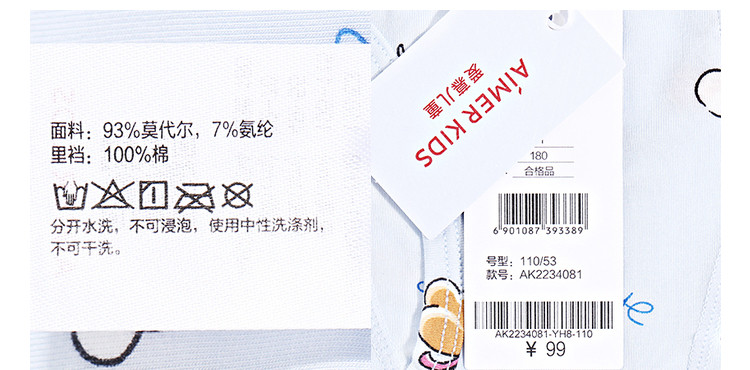 面料：93%莫代尔，7%氨纶
里裆：100%棉
分开水洗，不可浸泡，使用中性洗涤剂，
不可干洗。
AIMER KIDS
爱慕儿童
180
合格品
6 901087 393389
号型：110/53
款号：AK2234081
AK2234081-YH8-110
¥ 99